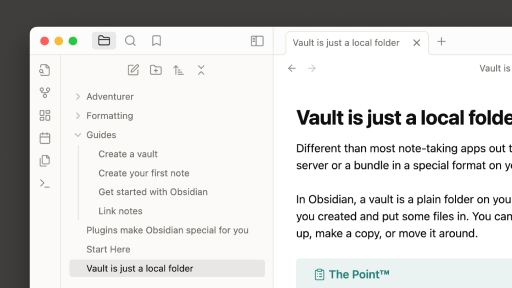 Vault is just a local folder
Vault is
Adventurer
Formatting
Guides
Create a vault
Create your first note
Get started with Obsidian
Link notes
Plugins make Obsidian special for you
Start Here
Vault is just a local folder
Vault is just a local folde
Different than most note-taking apps out
server or a bundle in a special format on
In Obsidian, a vault is a plain folder on you
you created and put some files in. You can
up, make a copy, or move it around.
The Point™